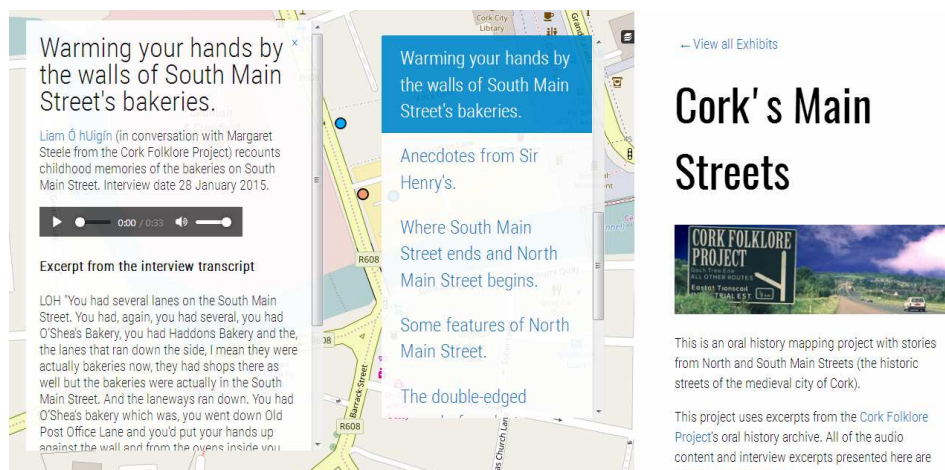 Warming your hands by
the walls of South Main
Street's bakeries.
x
Liam Ó hUigín (in conversation with Margaret
Steele from the Cork Folklore Project) recounts
childhood memories of the bakeries on South
Main Street. Interview date 28 January 2015.
0:00 / 0:33
Excerpt from the interview transcript
LOH "You had several lanes on the South Main
Street. You had, again, you had several, you had
O'Shea's Bakery, you had Haddons Bakery and the,
the lanes that ran down the side, I mean they were
actually bakeries now, they had shops there as
well but the bakeries were actually in the South
Main Street. And the laneways ran down. You had
O'Shea's bakery which was, you went down Old
Post Office Lane and you'd put your hands up
against the wall and from the ovens inside you
Cork City
Library
R608
R608
Barrack Street
Warming your hands by
the walls of South Main
Street's bakeries.
Anecdotes from Sir
Henry's.
Where South Main
Street ends and North
Main Street begins.
Some features of North
Main Street.
The double-edged
← View all Exhibits
Cork's Main
Streets
CORK FOLKLORE
PROJECT
ALL OTHER ROUTES
This is an oral history mapping project with stories
from North and South Main Streets (the historic
streets of the medieval city of Cork).
This project uses excerpts from the Cork Folklore
Project's oral history archive. All of the audio
content and interview excerpts presented here are